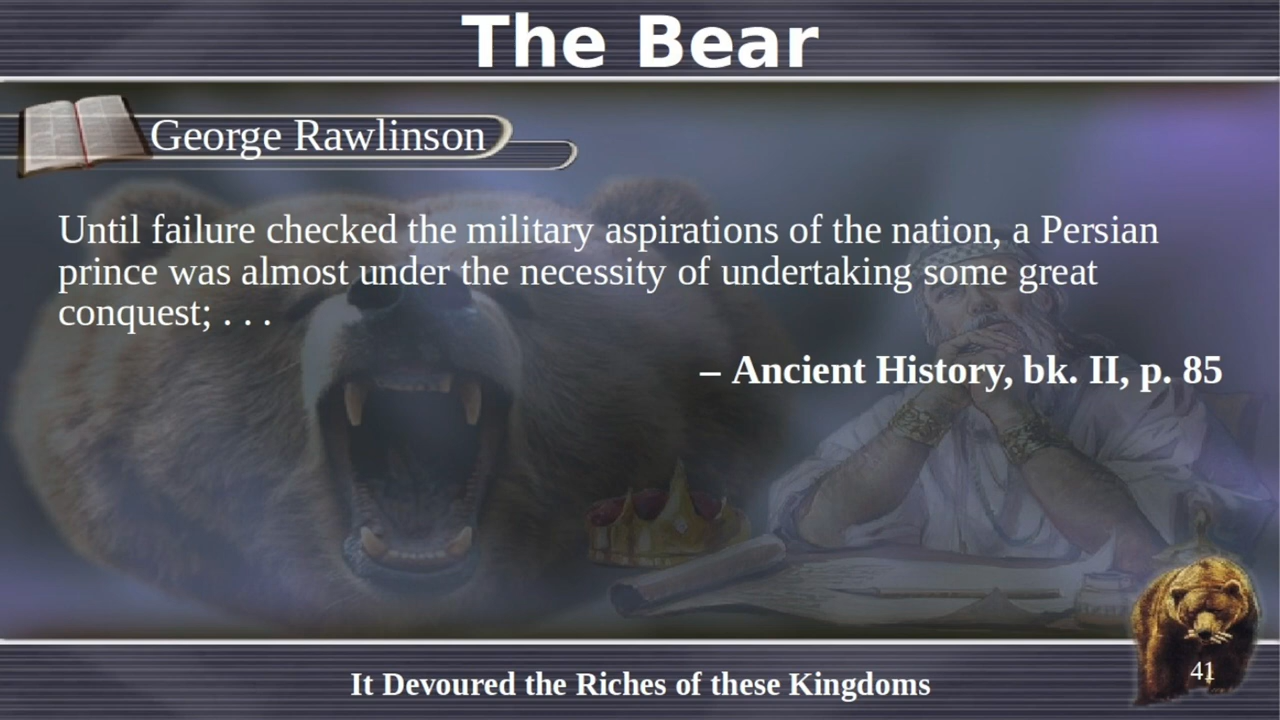 The Bear
George Rawlinson
Until failure checked the military aspirations of the nation, a Persian
prince was almost under the necessity of undertaking some great
conquest; . . .
– Ancient History, bk. II, p. 85
41
It Devoured the Riches of these Kingdoms